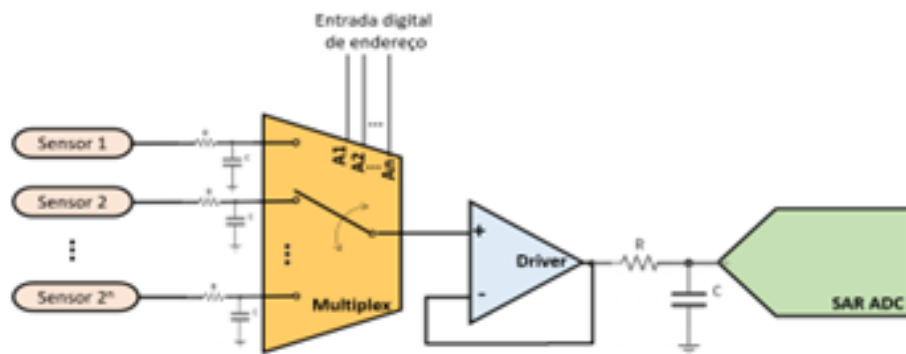 Entrada digital
de endereço
Sensor 1
R
C
A1
A2
...
An
Sensor 2
R
C
Sensor 2ⁿ
R
C
Multiplex
+
-
Driver
R
C
SAR ADC